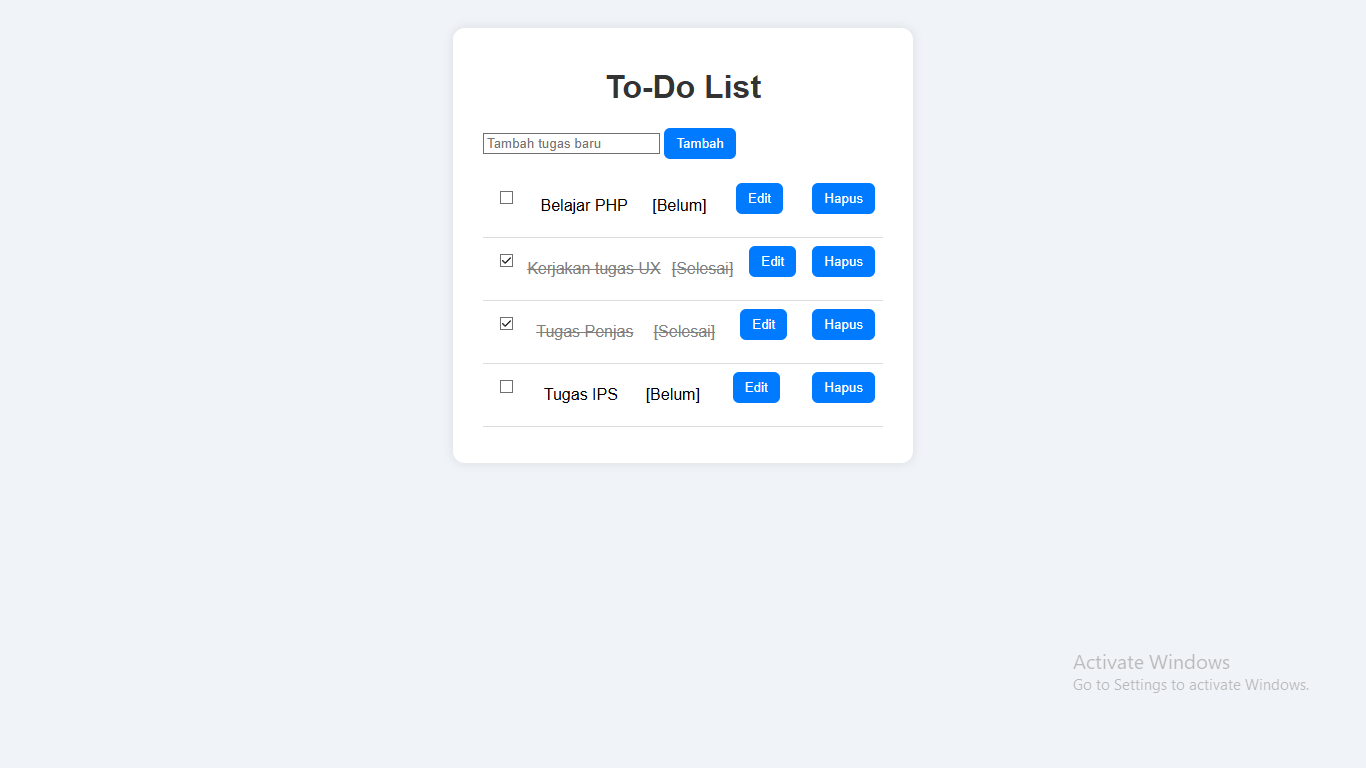 To-Do List
Tambah tugas baru Tambah
Belajar PHP [Belum] Edit Hapus
Kerjakan tugas UX [Selesai] Edit Hapus
Tugas Penjas [Selesai] Edit Hapus
Tugas IPS [Belum] Edit Hapus
Activate Windows
Go to Settings to activate Windows.